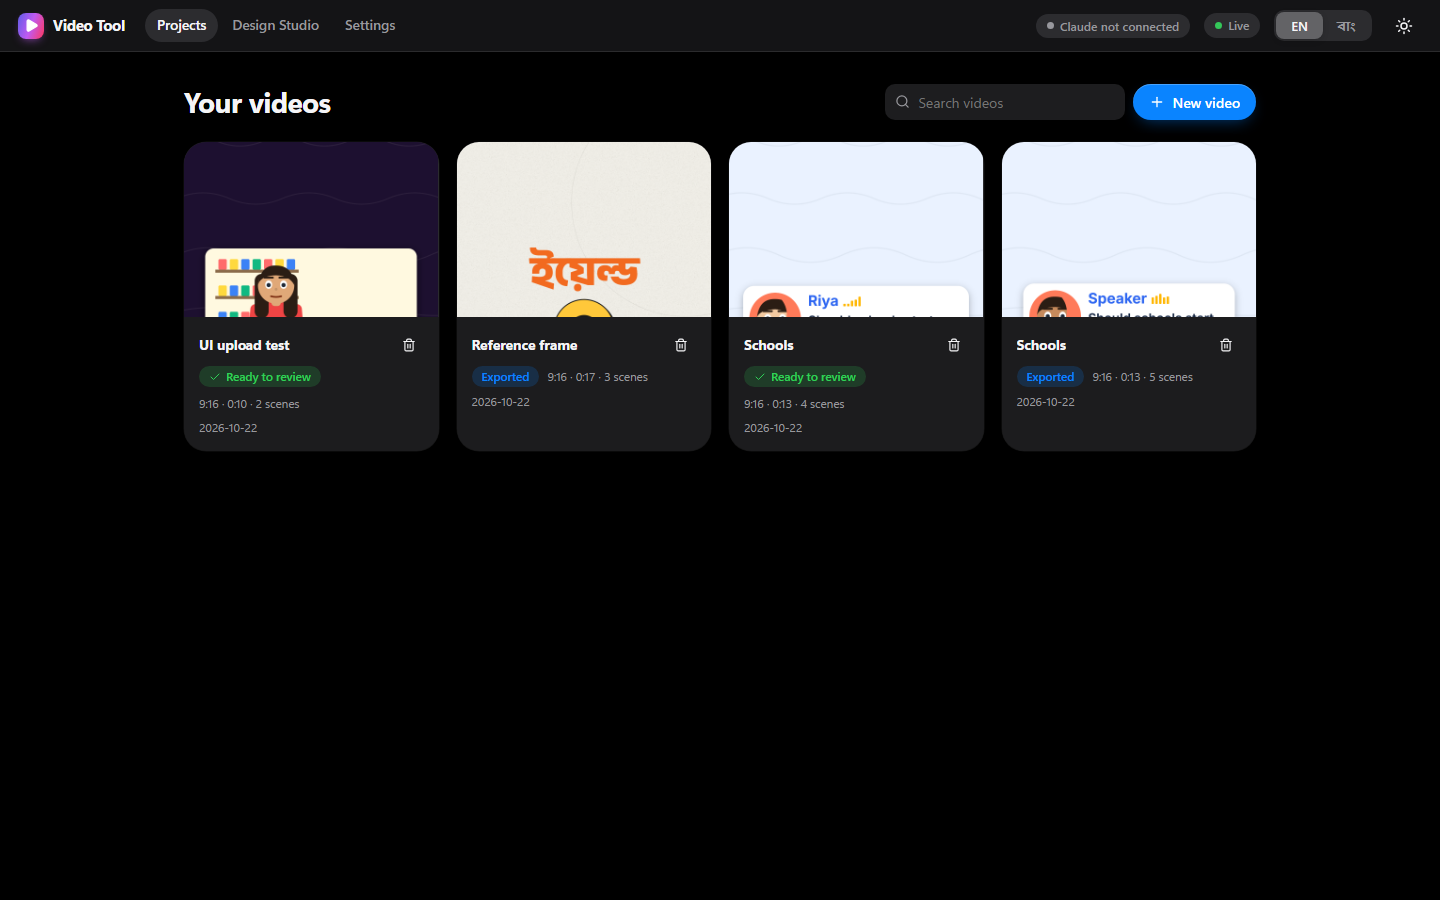 Video Tool
Projects
Design Studio
Settings
Claude not connected
Live
EN
বাং
Your videos
Search videos
New video
ইয়েল্ড
Riya
Speaker
Should schools start
UI upload test
Ready to review
9:16 · 0:10 · 2 scenes
2026-10-22
Reference frame
Exported
9:16 · 0:17 · 3 scenes
2026-10-22
Schools
Ready to review
9:16 · 0:13 · 4 scenes
2026-10-22
Schools
Exported
9:16 · 0:13 · 5 scenes
2026-10-22